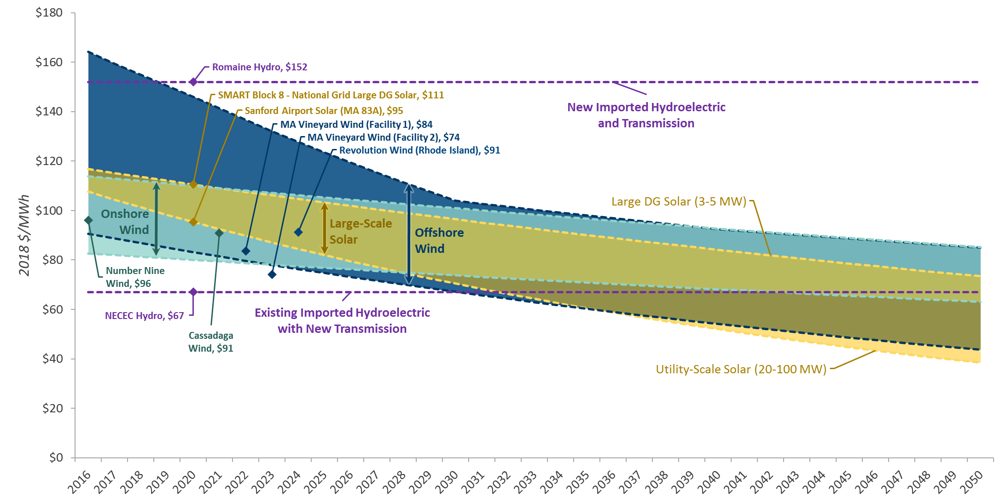 $180
$160
$140
$120
$100
$80
$60
$40
$20
$0
2018 $/MWh
Romaine Hydro, $152
SMART Block 8 - National Grid Large DG Solar, $111
Sanford Airport Solar (MA 83A), $95
MA Vineyard Wind (Facility 1), $84
MA Vineyard Wind (Facility 2), $74
Revolution Wind (Rhode Island), $91
New Imported Hydroelectric
and Transmission
Large DG Solar (3-5 MW)
Onshore
Wind
Large-Scale
Solar
Offshore
Wind
Number Nine
Wind, $96
NECEC Hydro, $67
Existing Imported Hydroelectric
with New Transmission
Cassadaga
Wind, $91
Utility-Scale Solar (20-100 MW)
2016
2017
2018
2019
2020
2021
2022
2023
2024
2025
2026
2027
2028
2029
2030
2031
2032
2033
2034
2035
2036
2037
2038
2039
2040
2041
2042
2043
2044
2045
2046
2047
2048
2049
2050